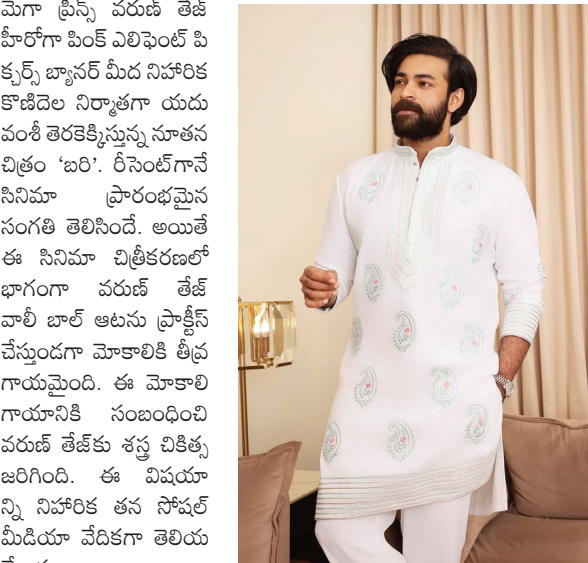 మెగా ప్రిన్స్ వరుణ్ తేజ్
హీరోగా పింక్ ఎలిఫెంట్ పి
క్చర్స్ బ్యానర్ మీద నిహారిక
కొణిదెల నిర్మాతగా యదు
వంశీ తెరకెక్కిస్తున్న నూతన
చిత్రం ‘బరి’. రీసెంట్‌గానే
సినిమా ప్రారంభమైన
సంగతి తెలిసిందే. అయితే
ఈ సినిమా చిత్రీకరణలో
భాగంగా వరుణ్ తేజ్
వాలీ బాల్ ఆటను ప్రాక్టీస్
చేస్తుండగా మోకాలికి తీవ్ర
గాయమైంది. ఈ మోకాలి
గాయానికి సంబంధించి
వరుణ్ తేజ్‌కు శస్త్ర చికిత్స
జరిగింది. ఈ విషయా
న్ని నిహారిక తన సోషల్
మీడియా వేదికగా తెలియ